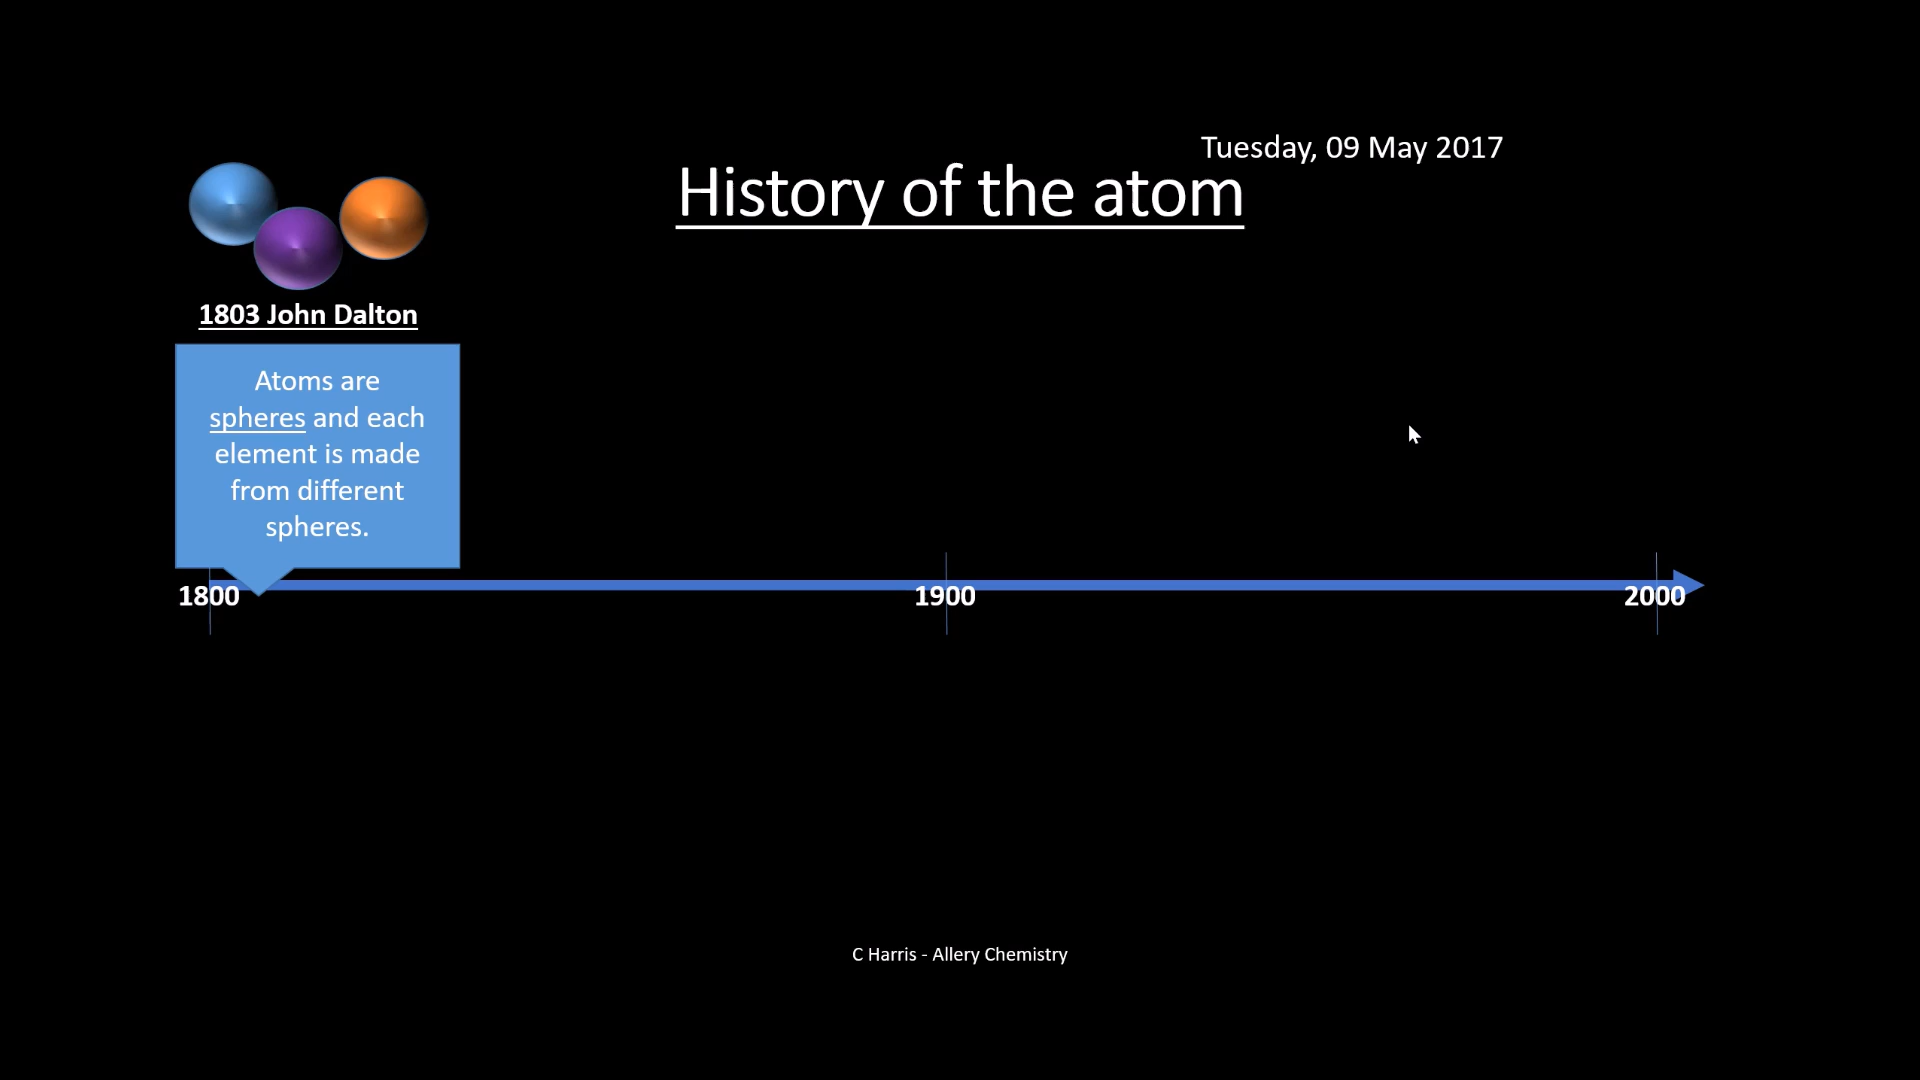 Tuesday, 09 May 2017
History of the atom
1803 John Dalton
Atoms are
spheres and each
element is made
from different
spheres.
1800
1900
2000
C Harris - Allery Chemistry